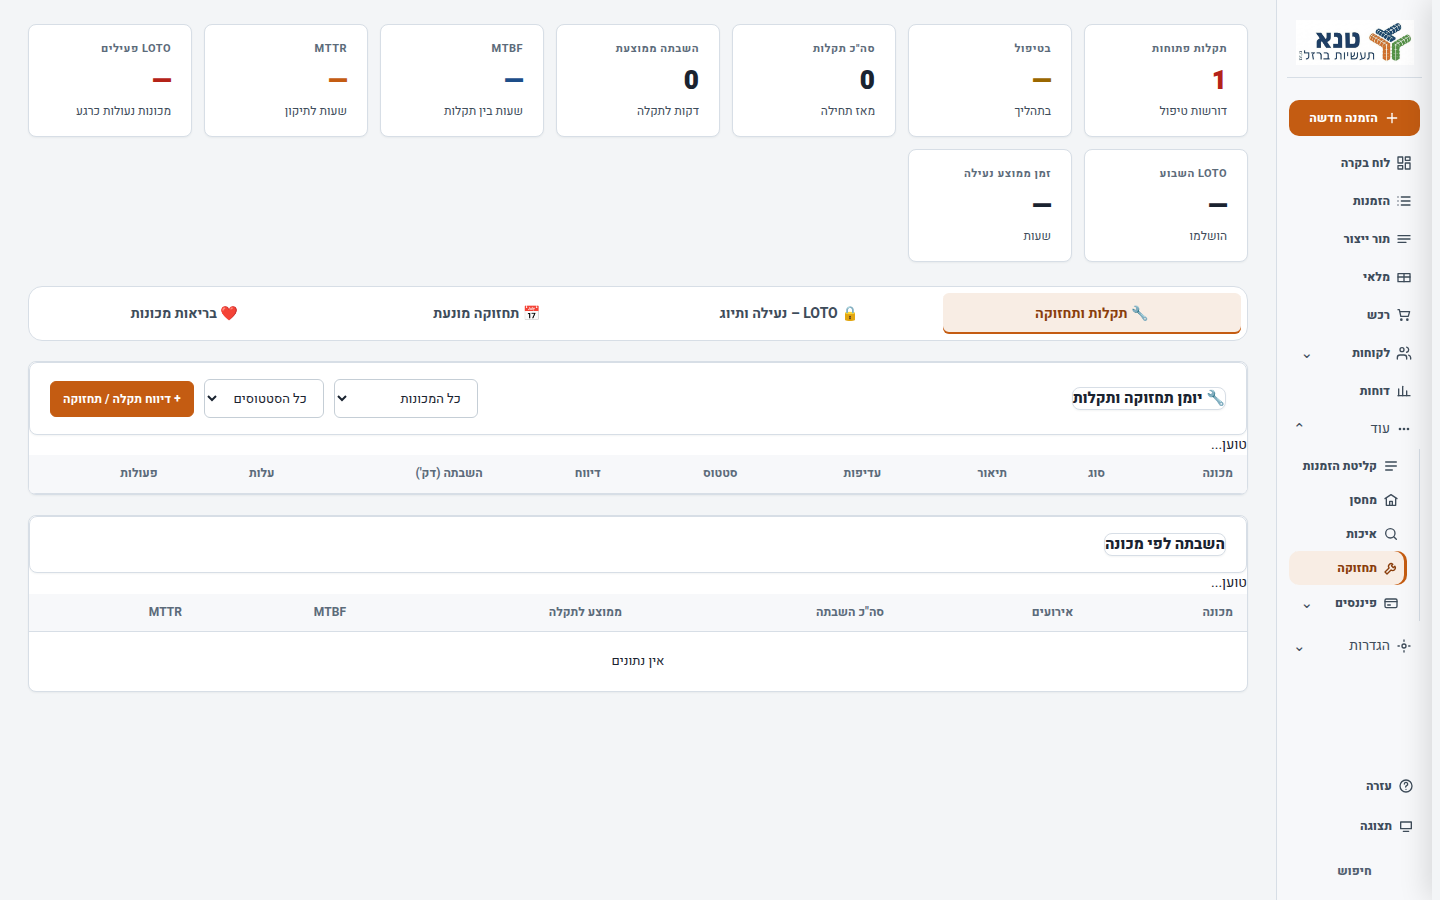 טנא
תעשיות ברזל
הזמנה חדשה
לוח בקרה
הזמנות
תור ייצור
מלאי
רכש
לקוחות
דוחות
עוד
קליטת הזמנות
מחסן
איכות
תחזוקה
פיננסים
הגדרות
עזרה
תצוגה
חיפוש
תקלות פתוחות
1
דורשות טיפול
בטיפול
—
בתהליך
סה"כ תקלות
0
מאז תחילה
השבתה ממוצעת
0
דקות לתקלה
MTBF
—
שעות בין תקלות
MTTR
—
שעות לתיקון
LOTO פעילים
—
מכונות נעולות כרגע
LOTO השבוע
—
הושלמו
זמן ממוצע נעילה
—
שעות
🔧 תקלות ותחזוקה
🔒 LOTO – נעילה ותיוג
📅 תחזוקה מונעת
❤️ בריאות מכונות
🔧 יומן תחזוקה ותקלות
כל המכונות
כל הסטטוסים
+ דיווח תקלה / תחזוקה
טוען...
מכונה סוג תיאור עדיפות סטטוס דיווח השבתה (דק') עלות פעולות
השבתה לפי מכונה
טוען...
מכונה אירועים סה"כ השבתה ממוצע לתקלה MTBF MTTR
אין נתונים